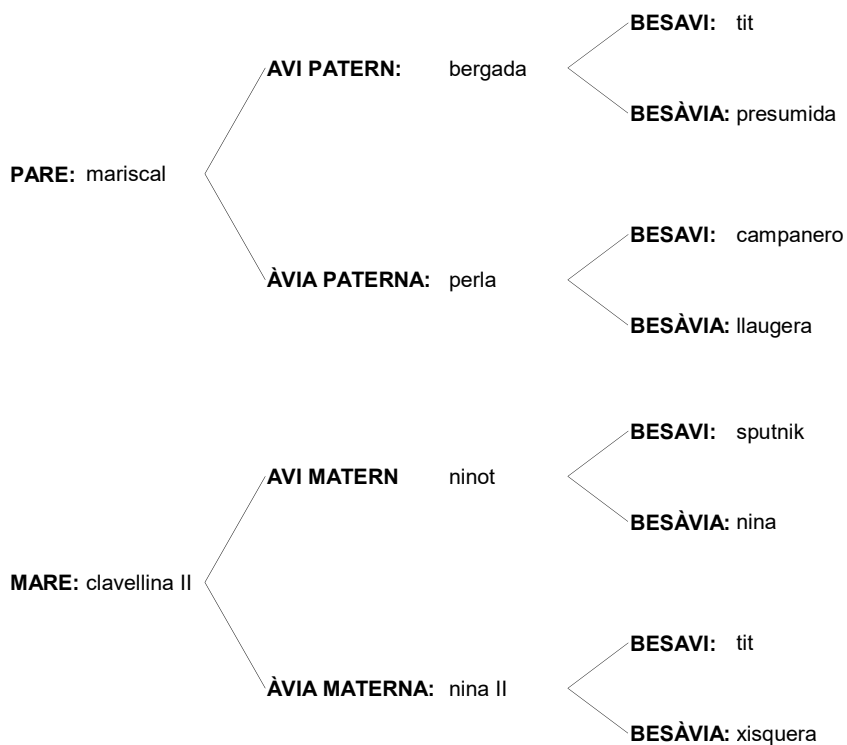 BESAVI: tit
AVI PATERN: bergada
BESÀVIA: presumida
PARE: mariscal
BESAVI: campanero
ÀVIA PATERNA: perla
BESÀVIA: llaugera
BESAVI: sputnik
AVI MATERN ninot
BESÀVIA: nina
MARE: clavellina II
BESAVI: tit
ÀVIA MATERNA: nina II
BESÀVIA: xisquera